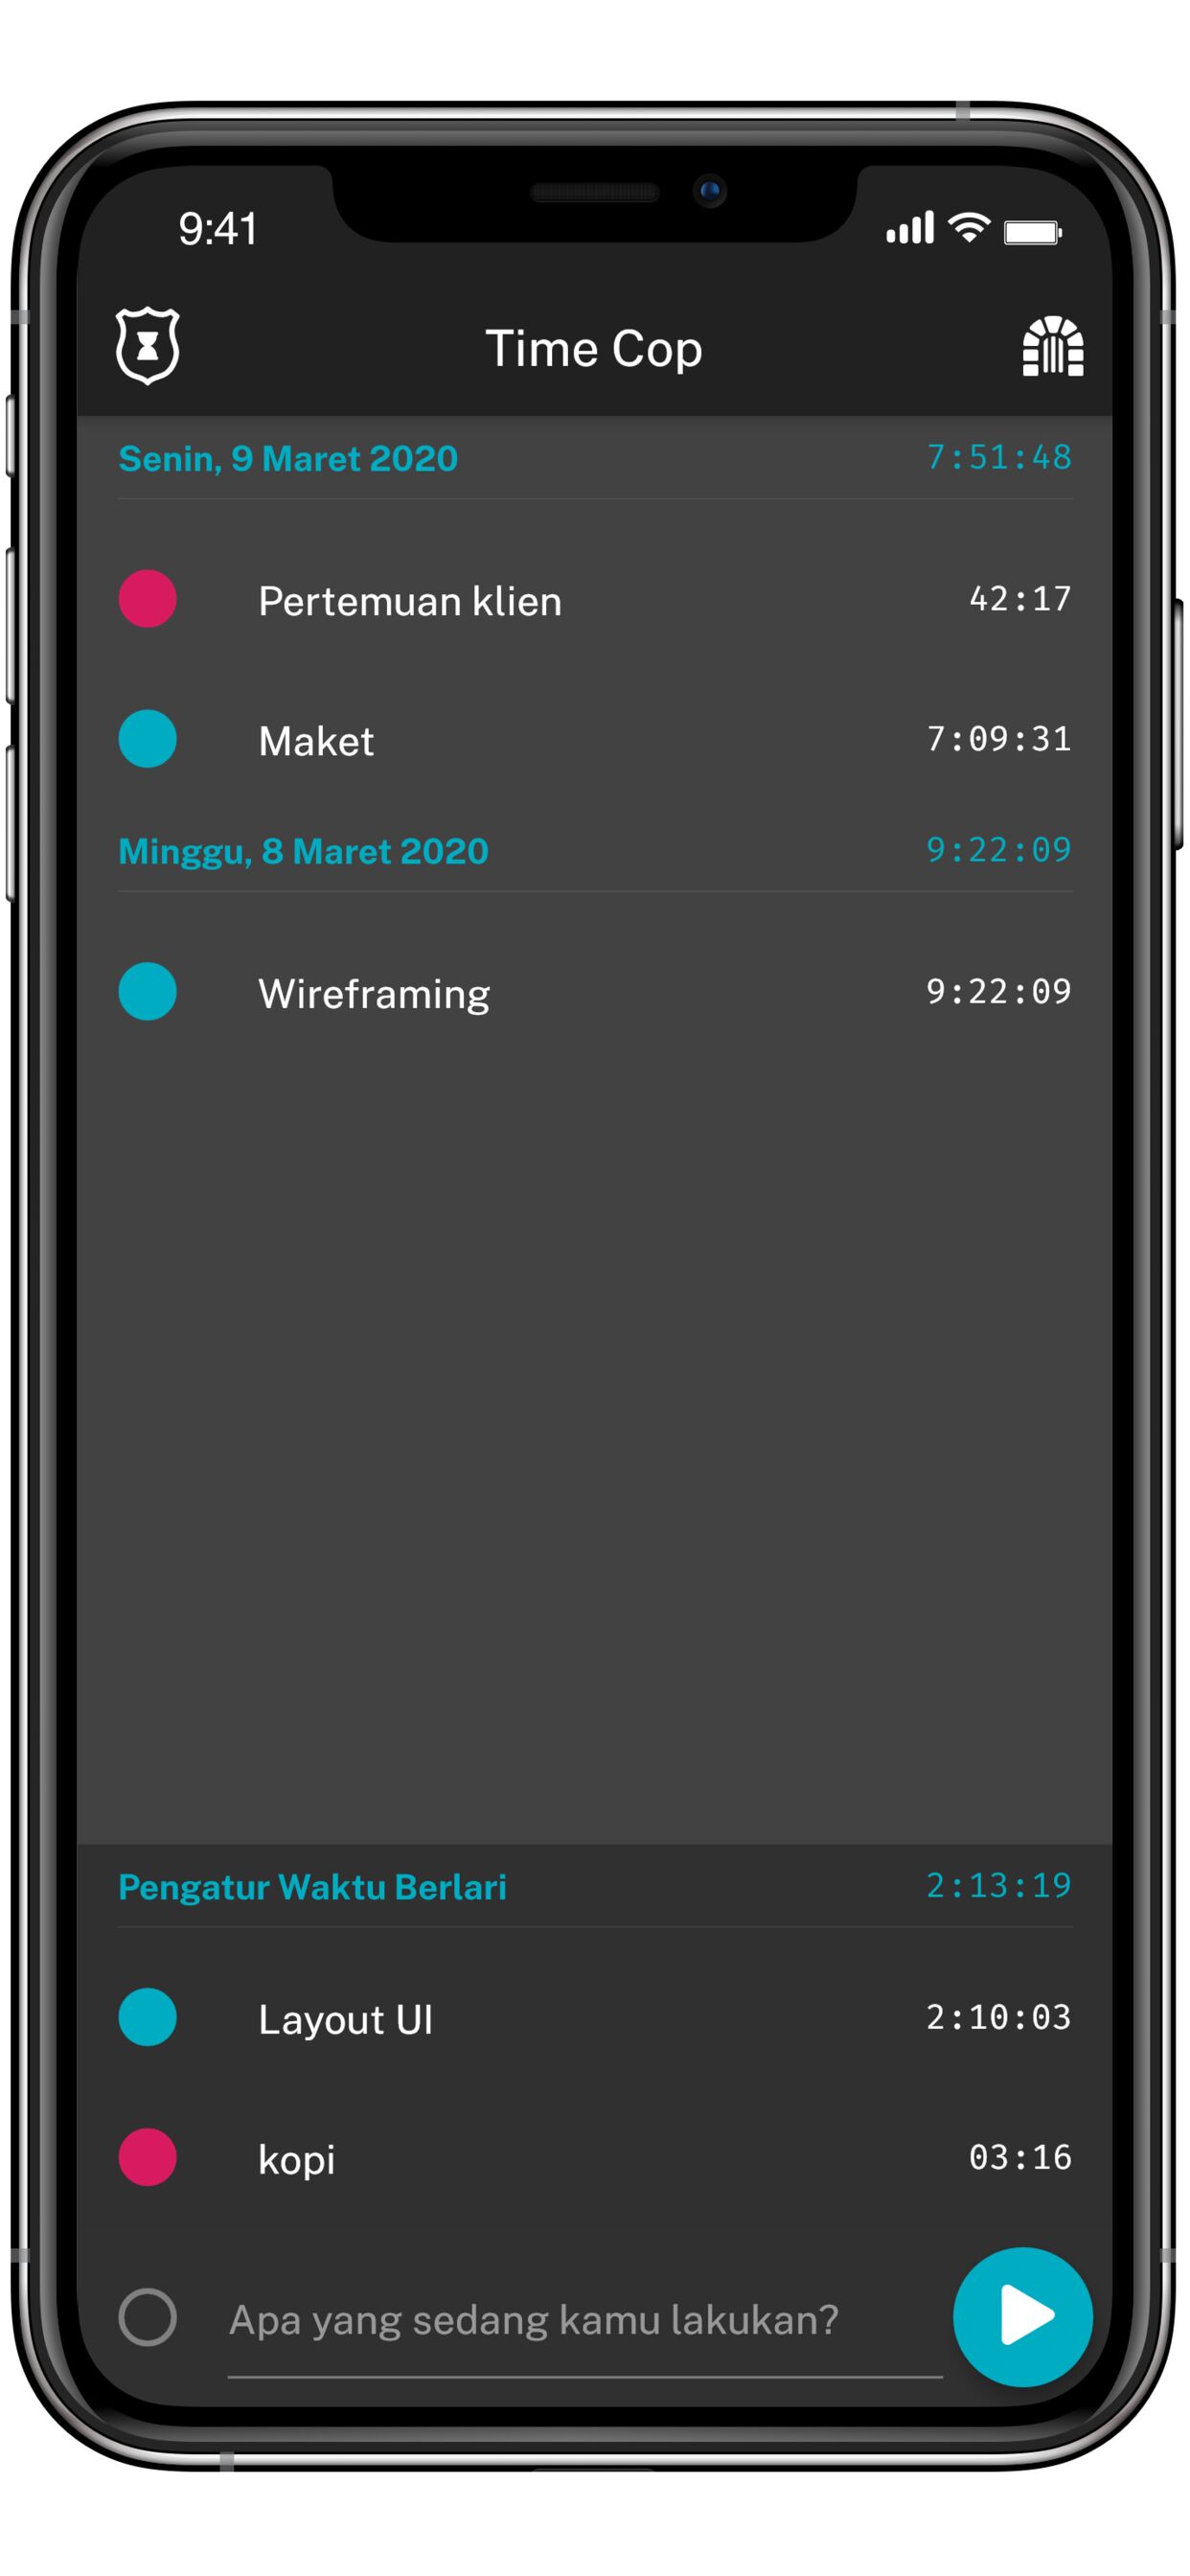 9:41
Time Cop
Senin, 9 Maret 2020 7:51:48
Pertemuan klien 42:17
Maket 7:09:31
Minggu, 8 Maret 2020 9:22:09
Wireframing 9:22:09
Pengatur Waktu Berlari 2:13:19
Layout UI 2:10:03
kopi 03:16
Apa yang sedang kamu lakukan?